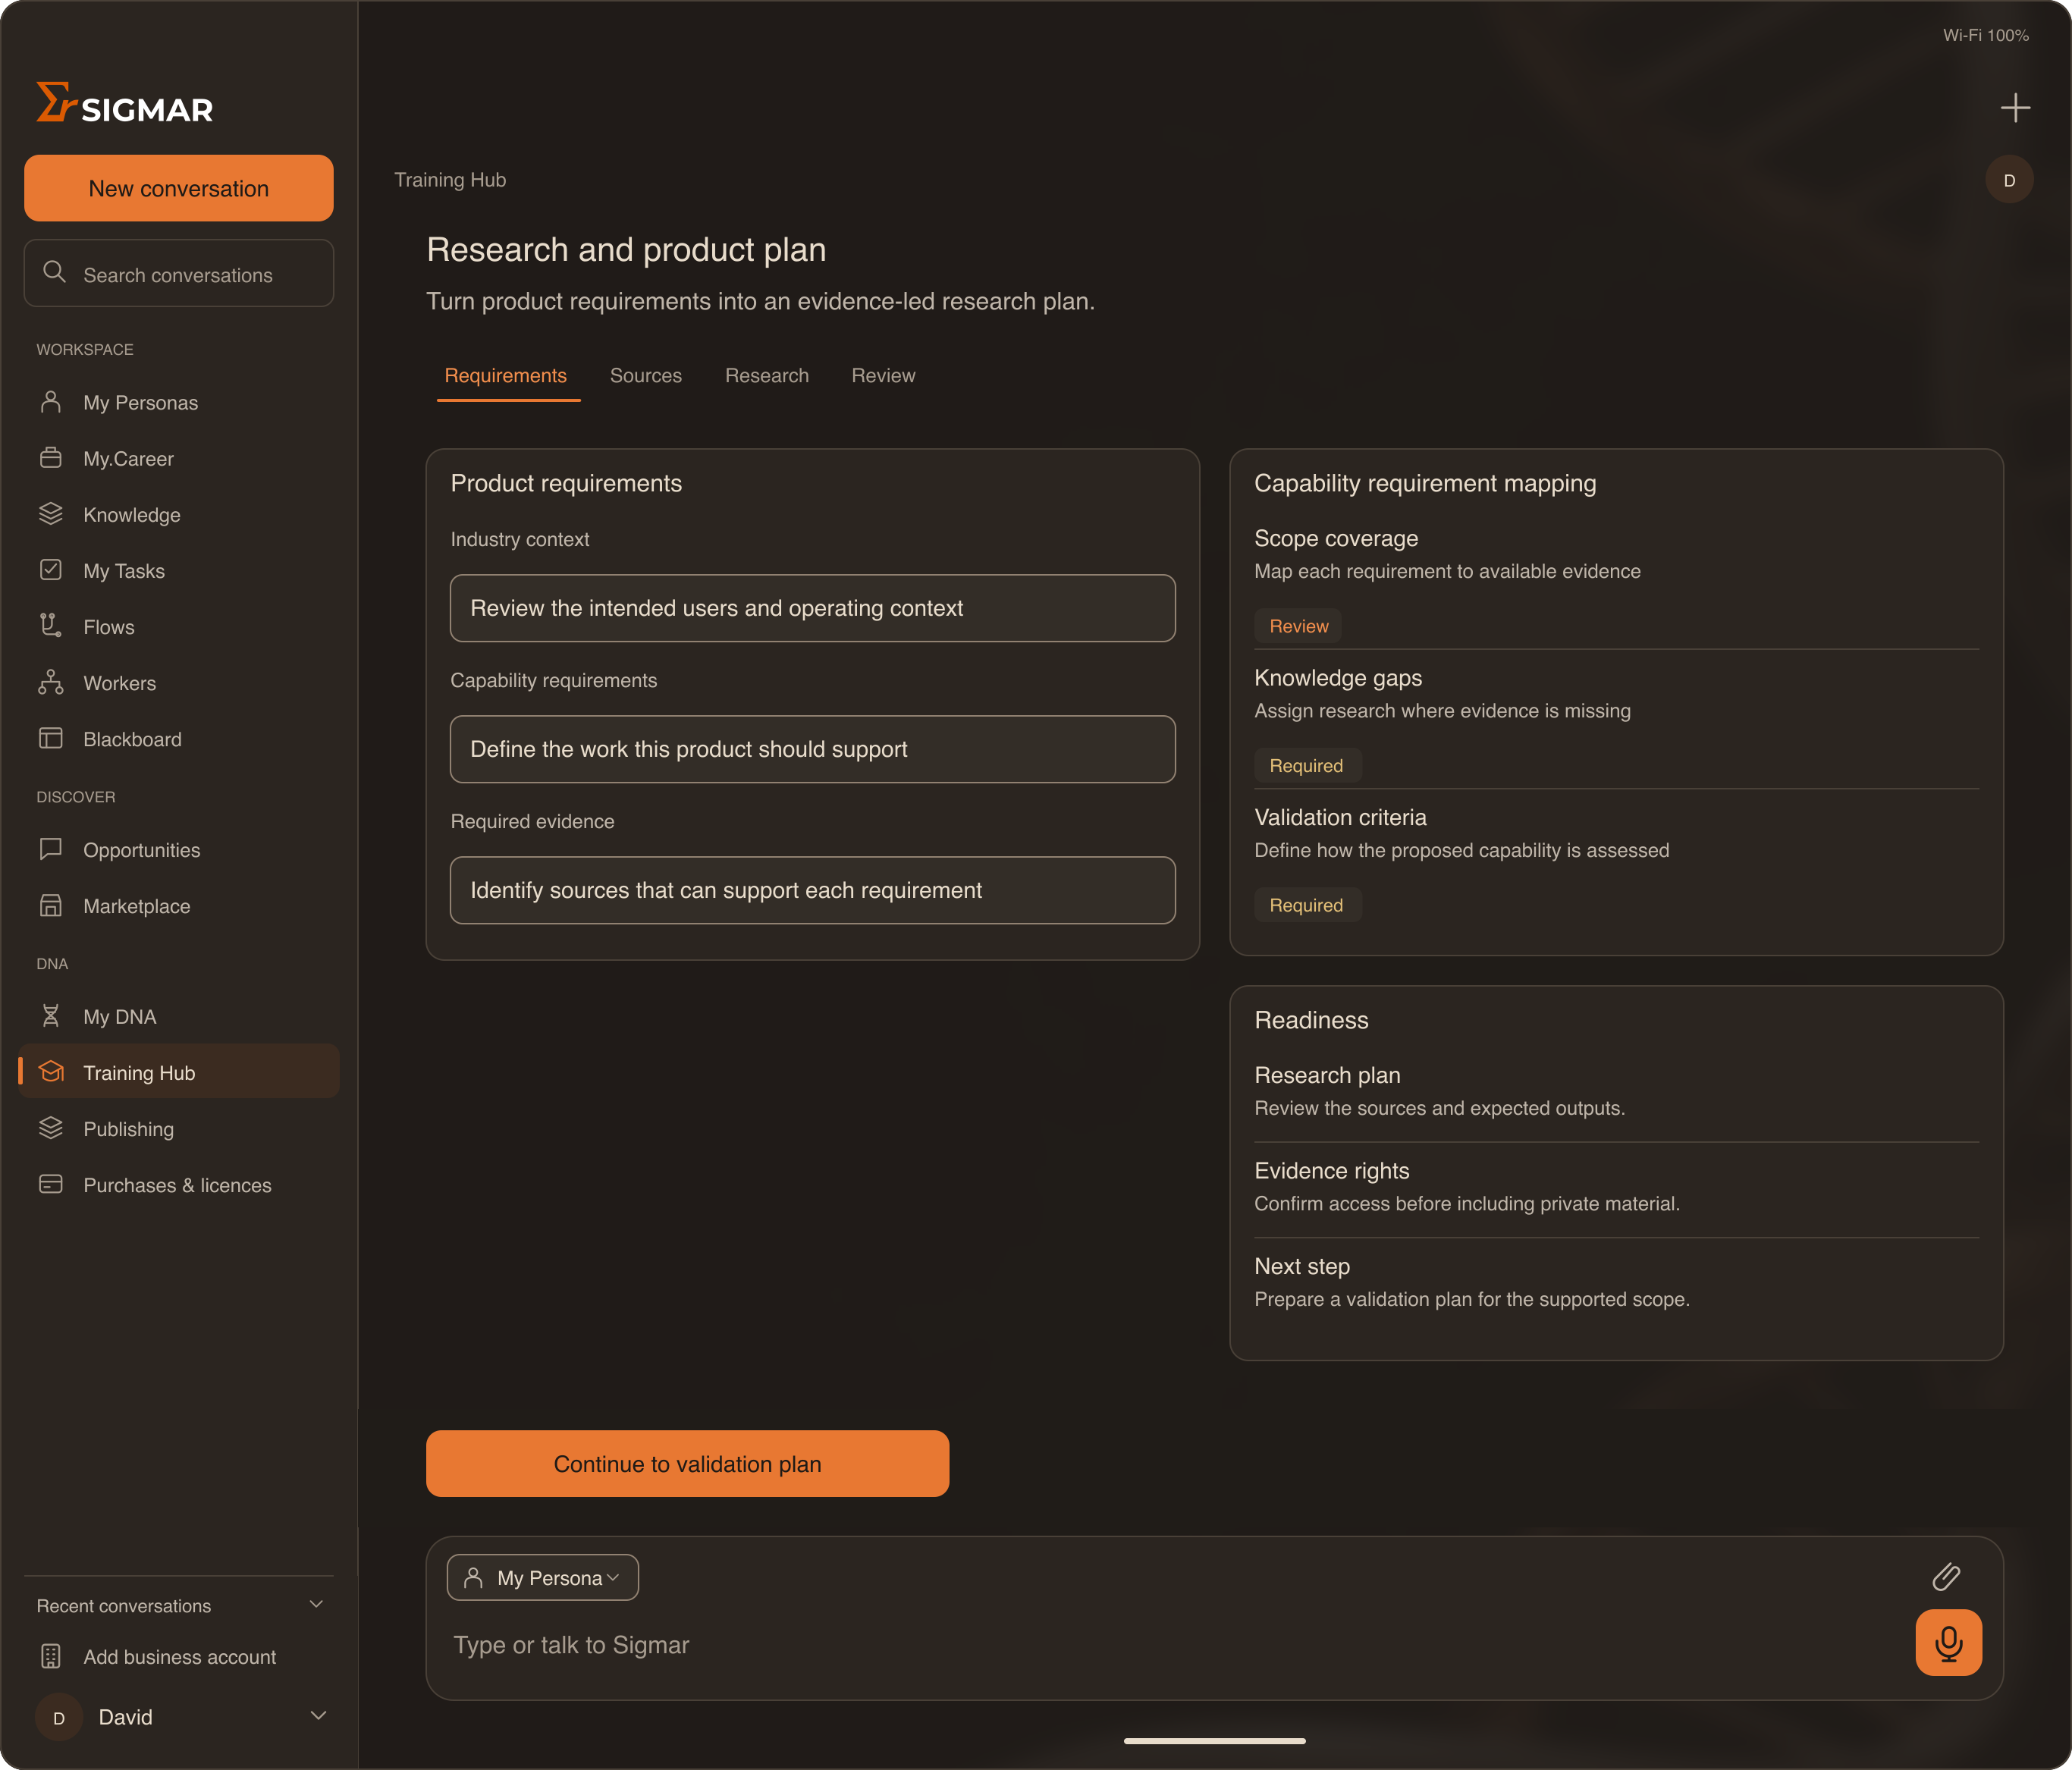 Wi-Fi 100%
Σr SIGMAR
New conversation
Search conversations
WORKSPACE
My Personas
My.Career
Knowledge
My Tasks
Flows
Workers
Blackboard
DISCOVER
Opportunities
Marketplace
DNA
My DNA
Training Hub
Publishing
Purchases & licences
Recent conversations
Add business account
D
David
Training Hub
D
Research and product plan
Turn product requirements into an evidence-led research plan.
Requirements
Sources
Research
Review
Product requirements
Industry context
Review the intended users and operating context
Capability requirements
Define the work this product should support
Required evidence
Identify sources that can support each requirement
Capability requirement mapping
Scope coverage
Map each requirement to available evidence
Review
Knowledge gaps
Assign research where evidence is missing
Required
Validation criteria
Define how the proposed capability is assessed
Required
Readiness
Research plan
Review the sources and expected outputs.
Evidence rights
Confirm access before including private material.
Next step
Prepare a validation plan for the supported scope.
Continue to validation plan
My Persona
Type or talk to Sigmar